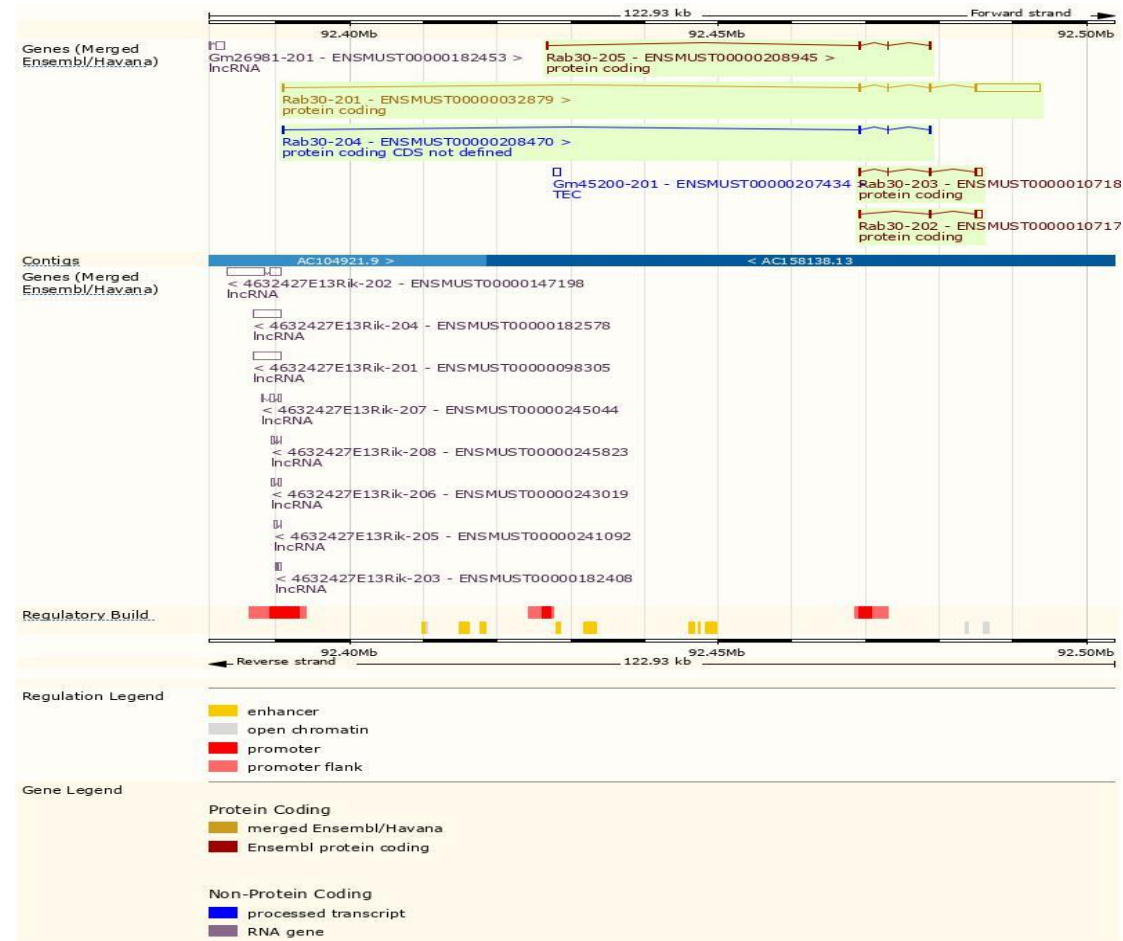 122.93 kb Forward strand
92.40Mb 92.45Mb 92.50Mb
Genes (Merged
Ensembl/Havana)
Gm26981-201 - ENSMUST00000182453 >
lncRNA
Rab30-205 - ENSMUST00000208945 >
protein coding
Rab30-201 - ENSMUST00000032879 >
protein coding
Rab30-204 - ENSMUST00000208470 >
protein coding CDS not defined
Gm45200-201 - ENSMUST00000207434 >
TEC
Rab30-203 - ENSMUST0000010718
protein coding
Rab30-202 - ENSMUST0000010717
protein coding
Contigs
AC104921.9 >
< AC158138.13
Genes (Merged
Ensembl/Havana)
< 4632427E13Rik-202 - ENSMUST00000147198
lncRNA
< 4632427E13Rik-204 - ENSMUST00000182578
lncRNA
< 4632427E13Rik-201 - ENSMUST00000098305
lncRNA
< 4632427E13Rik-207 - ENSMUST00000245044
lncRNA
< 4632427E13Rik-208 - ENSMUST00000245823
lncRNA
< 4632427E13Rik-206 - ENSMUST00000243019
lncRNA
< 4632427E13Rik-205 - ENSMUST00000241092
lncRNA
< 4632427E13Rik-203 - ENSMUST00000182408
lncRNA
Regulatory Build
92.40Mb 92.45Mb 92.50Mb
Reverse strand 122.93 kb
Regulation Legend
enhancer
open chromatin
promoter
promoter flank
Gene Legend
Protein Coding
merged Ensembl/Havana
Ensembl protein coding
Non-Protein Coding
processed transcript
RNA gene